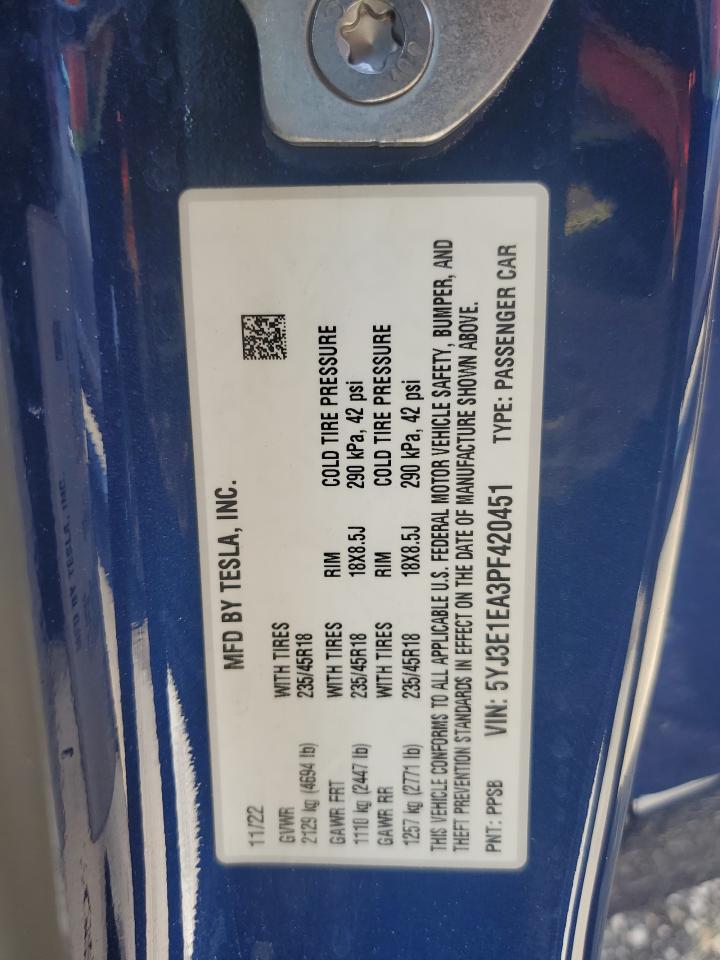 MFD BY TESLA, INC.
11/22
GVWR WITH TIRES
2129 kg (4694 lb) 235/45R18
GAWR FRT WITH TIRES RIM COLD TIRE PRESSURE
1110 kg (2447 lb) 235/45R18 18X8.5J 290 kPa, 42 psi
GAWR RR WITH TIRES RIM COLD TIRE PRESSURE
1257 kg (2771 lb) 235/45R18 18X8.5J 290 kPa, 42 psi
THIS VEHICLE CONFORMS TO ALL APPLICABLE U.S. FEDERAL MOTOR VEHICLE SAFETY, BUMPER, AND
THEFT PREVENTION STANDARDS IN EFFECT ON THE DATE OF MANUFACTURE SHOWN ABOVE.
PNT: PPSB VIN: 5YJ3E1EA3PF420451 TYPE: PASSENGER CAR